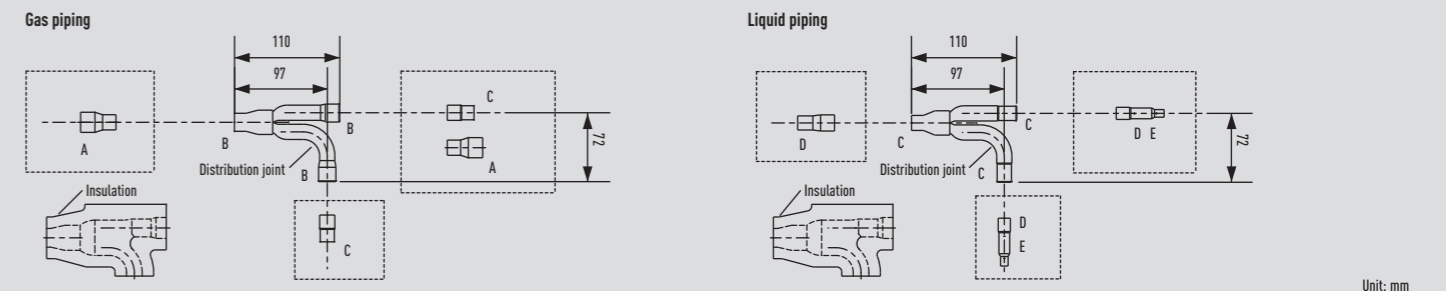 Gas piping
110
97
A
B
B
C
A
72
Distribution joint
B
Insulation
C
Liquid piping
110
97
D
C
C
D E
72
Distribution joint
C
Insulation
D
E
Unit: mm